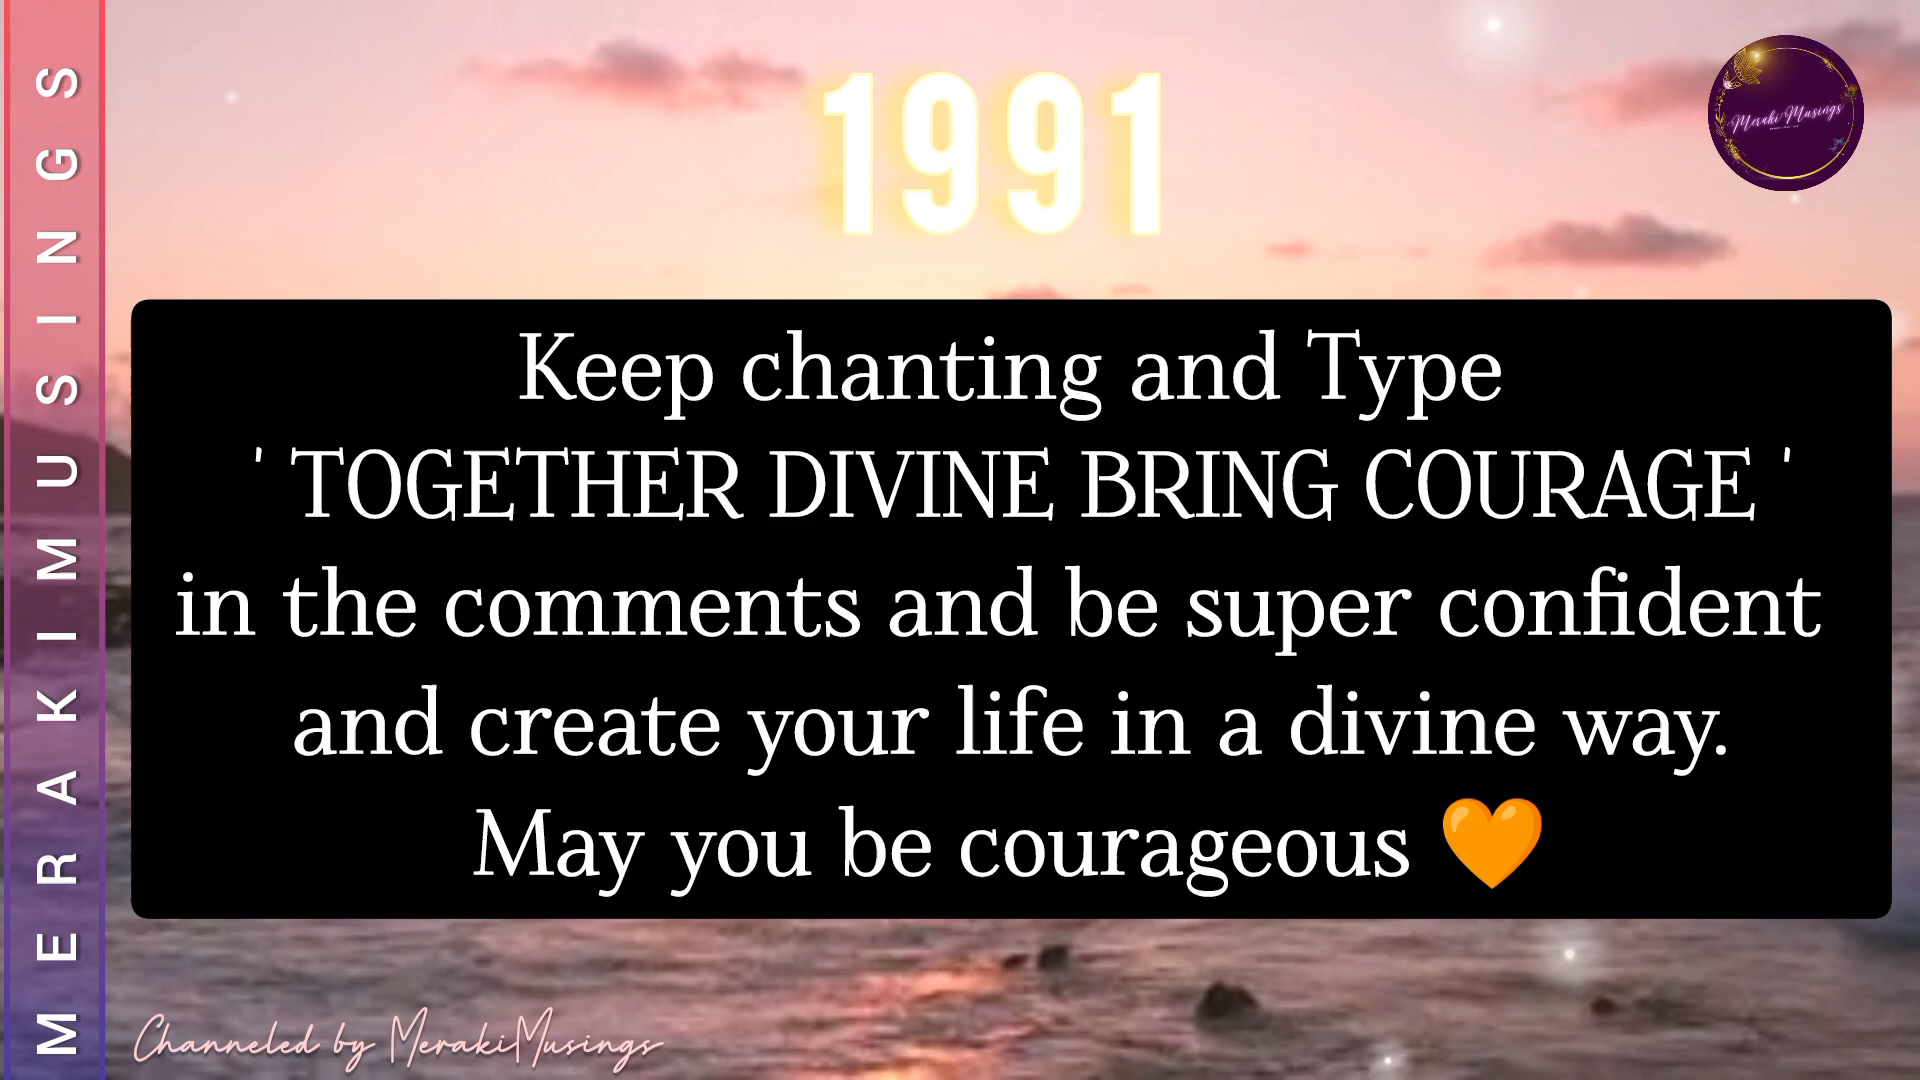 1991
Meraki Musings
Keep chanting and Type
' TOGETHER DIVINE BRING COURAGE '
in the comments and be super confident
and create your life in a divine way.
May you be courageous 🧡
MERAKIMUSINGS
Channeled by MerakiMusings